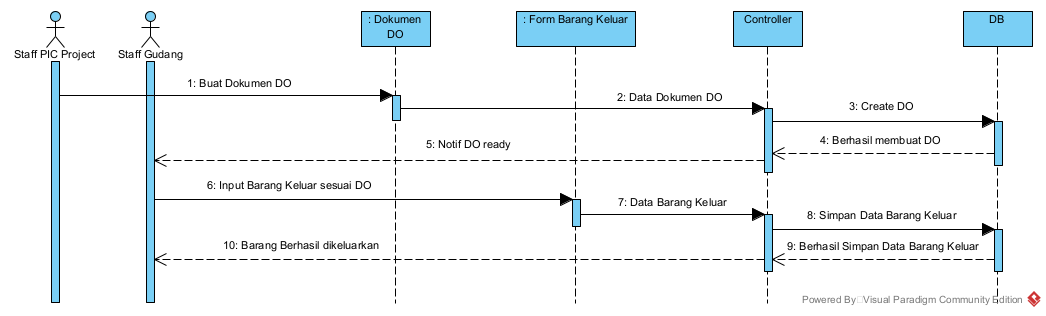 : Dokumen
DO
: Form Barang Keluar
Controller
DB
Staff PIC Project
Staff Gudang
1: Buat Dokumen DO
2: Data Dokumen DO
3: Create DO
4: Berhasil membuat DO
5: Notif DO ready
6: Input Barang Keluar sesuai DO
7: Data Barang Keluar
8: Simpan Data Barang Keluar
9: Berhasil Simpan Data Barang Keluar
10: Barang Berhasil dikeluarkan
Powered By Visual Paradigm Community Edition